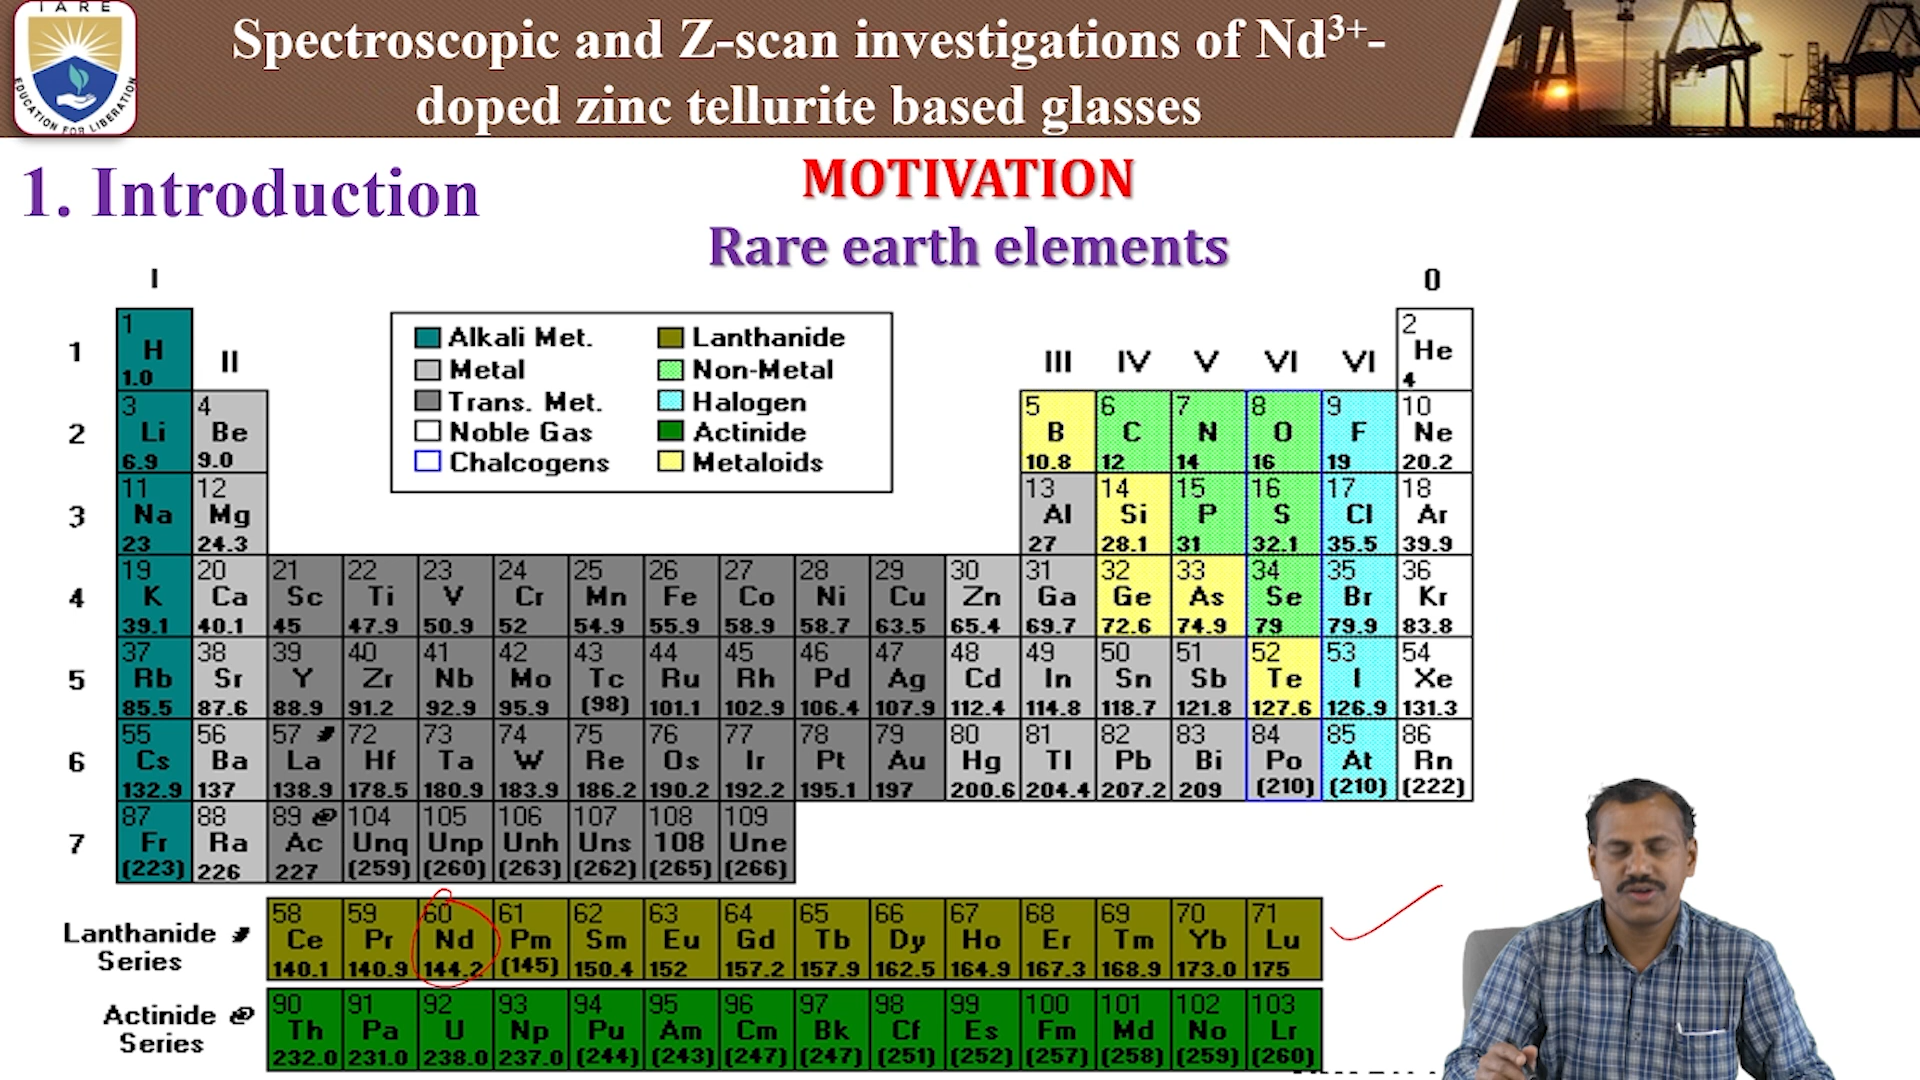 IARE
EDUCATION FOR LIBERATION
Spectroscopic and Z-scan investigations of Nd³⁺-
doped zinc tellurite based glasses
1. Introduction
MOTIVATION
Rare earth elements
I II III IV V VI VI 0
Alkali Met. Lanthanide
Metal Non-Metal
Trans. Met. Halogen
Noble Gas Actinide
Chalcogens Metaloids
1
1 2
H He
1.0 4
2
3 4 5 6 7 8 9 10
Li Be B C N O F Ne
6.9 9.0 10.8 12 14 16 19 20.2
3
11 12 13 14 15 16 17 18
Na Mg Al Si P S Cl Ar
23 24.3 27 28.1 31 32.1 35.5 39.9
4
19 20 21 22 23 24 25 26 27 28 29 30 31 32 33 34 35 36
K Ca Sc Ti V Cr Mn Fe Co Ni Cu Zn Ga Ge As Se Br Kr
39.1 40.1 45 47.9 50.9 52 54.9 55.9 58.9 58.7 63.5 65.4 69.7 72.6 74.9 79 79.9 83.8
5
37 38 39 40 41 42 43 44 45 46 47 48 49 50 51 52 53 54
Rb Sr Y Zr Nb Mo Tc Ru Rh Pd Ag Cd In Sn Sb Te I Xe
85.5 87.6 88.9 91.2 92.9 95.9 (98) 101.1 102.9 106.4 107.9 112.4 114.8 118.7 121.8 127.6 126.9 131.3
6
55 56 57 72 73 74 75 76 77 78 79 80 81 82 83 84 85 86
Cs Ba La Hf Ta W Re Os Ir Pt Au Hg Tl Pb Bi Po At Rn
132.9 137 138.9 178.5 180.9 183.9 186.2 190.2 192.2 195.1 197 200.6 204.4 207.2 209 (210) (210) (222)
7
87 88 89 104 105 106 107 108 109
Fr Ra Ac Unq Unp Unh Uns 108 Une
(223) 226 227 (259) (260) (263) (262) (265) (266)
Lanthanide
Series
58 59 60 61 62 63 64 65 66 67 68 69 70 71
Ce Pr Nd Pm Sm Eu Gd Tb Dy Ho Er Tm Yb Lu
140.1 140.9 144.2 (145) 150.4 152 157.2 157.9 162.5 164.9 167.3 168.9 173.0 175
Actinide
Series
90 91 92 93 94 95 96 97 98 99 100 101 102 103
Th Pa U Np Pu Am Cm Bk Cf Es Fm Md No Lr
232.0 231.0 238.0 237.0 (244) (243) (247) (247) (251) (252) (257) (258) (259) (260)